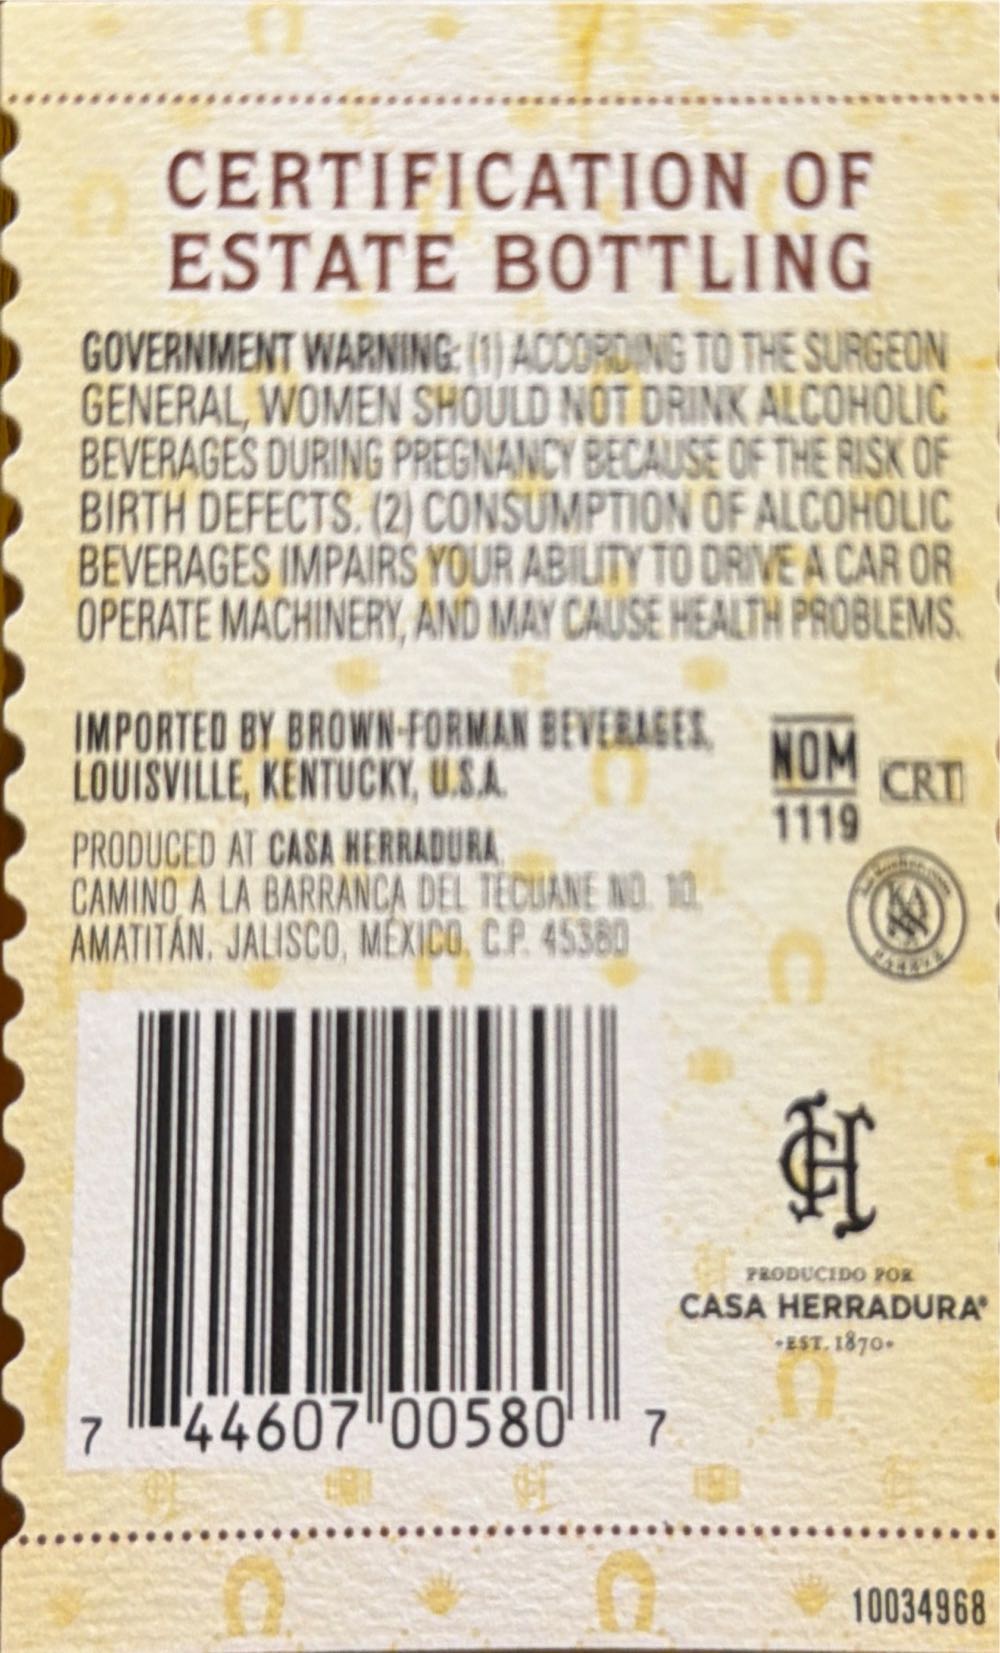 CERTIFICATION OF
ESTATE BOTTLING
GOVERNMENT WARNING: (1) ACCORDING TO THE SURGEON
GENERAL, WOMEN SHOULD NOT DRINK ALCOHOLIC
BEVERAGES DURING PREGNANCY BECAUSE OF THE RISK OF
BIRTH DEFECTS. (2) CONSUMPTION OF ALCOHOLIC
BEVERAGES IMPAIRS YOUR ABILITY TO DRIVE A CAR OR
OPERATE MACHINERY, AND MAY CAUSE HEALTH PROBLEMS.
IMPORTED BY BROWN-FORMAN BEVERAGES,
LOUISVILLE, KENTUCKY, U.S.A.
NOM
1119
CRT
PRODUCED AT CASA HERRADURA,
CAMINO A LA BARRANCA DEL TECUANE NO. 10,
AMATITÁN, JALISCO, MÉXICO, C.P. 45380
7 44607 00580 7
CH
PRODUCIDO POR
CASA HERRADURA®
•EST. 1870•
10034968